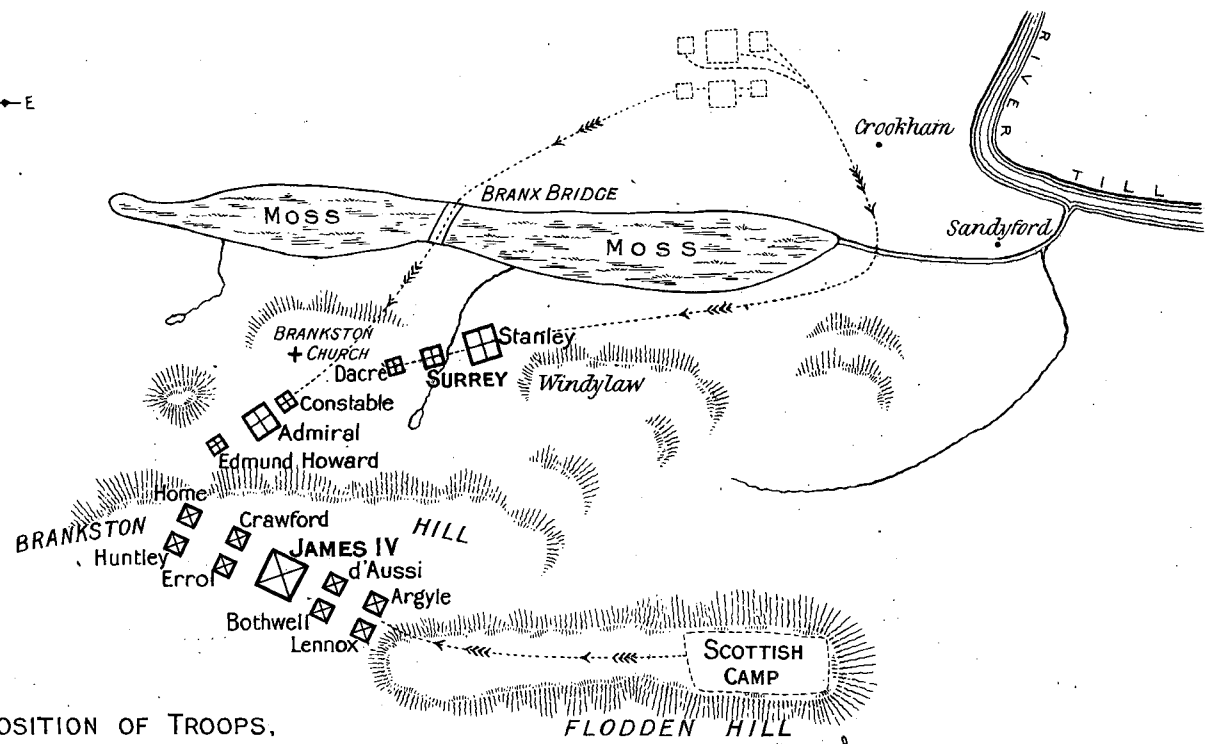 E
RIVER
TILL
Crookham
BRANX BRIDGE
MOSS
MOSS
Sandyford
BRANKSTON
+ CHURCH
Stanley
Dacre
SURREY
Windylaw
Constable
Admiral
Edmund Howard
Home
BRANKSTON
HILL
Crawford
Huntley
JAMES IV
Errol
d'Aussi
Argyle
Bothwell
Lennox
SCOTTISH
CAMP
OSITION OF TROOPS,
FLODDEN HILL